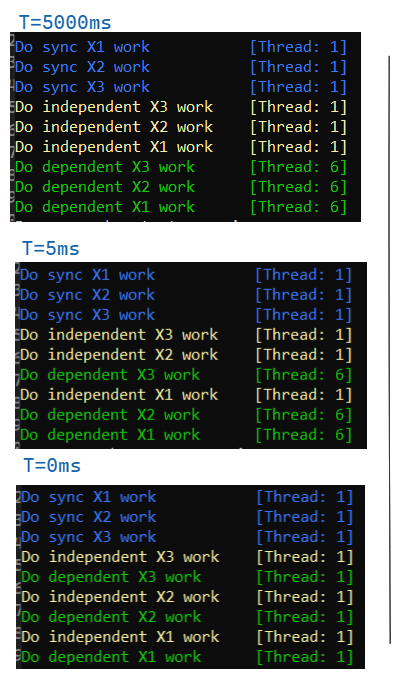 T=5000ms
Do sync X1 work [Thread: 1]
Do sync X2 work [Thread: 1]
Do sync X3 work [Thread: 1]
Do independent X3 work [Thread: 1]
Do independent X2 work [Thread: 1]
Do independent X1 work [Thread: 1]
Do dependent X3 work [Thread: 6]
Do dependent X2 work [Thread: 6]
Do dependent X1 work [Thread: 6]
T=5ms
Do sync X1 work [Thread: 1]
Do sync X2 work [Thread: 1]
Do sync X3 work [Thread: 1]
Do independent X3 work [Thread: 1]
Do independent X2 work [Thread: 1]
Do dependent X3 work [Thread: 6]
Do independent X1 work [Thread: 1]
Do dependent X2 work [Thread: 6]
Do dependent X1 work [Thread: 6]
T=0ms
Do sync X1 work [Thread: 1]
Do sync X2 work [Thread: 1]
Do sync X3 work [Thread: 1]
Do independent X3 work [Thread: 1]
Do dependent X3 work [Thread: 1]
Do independent X2 work [Thread: 1]
Do dependent X2 work [Thread: 1]
Do independent X1 work [Thread: 1]
Do dependent X1 work [Thread: 6]